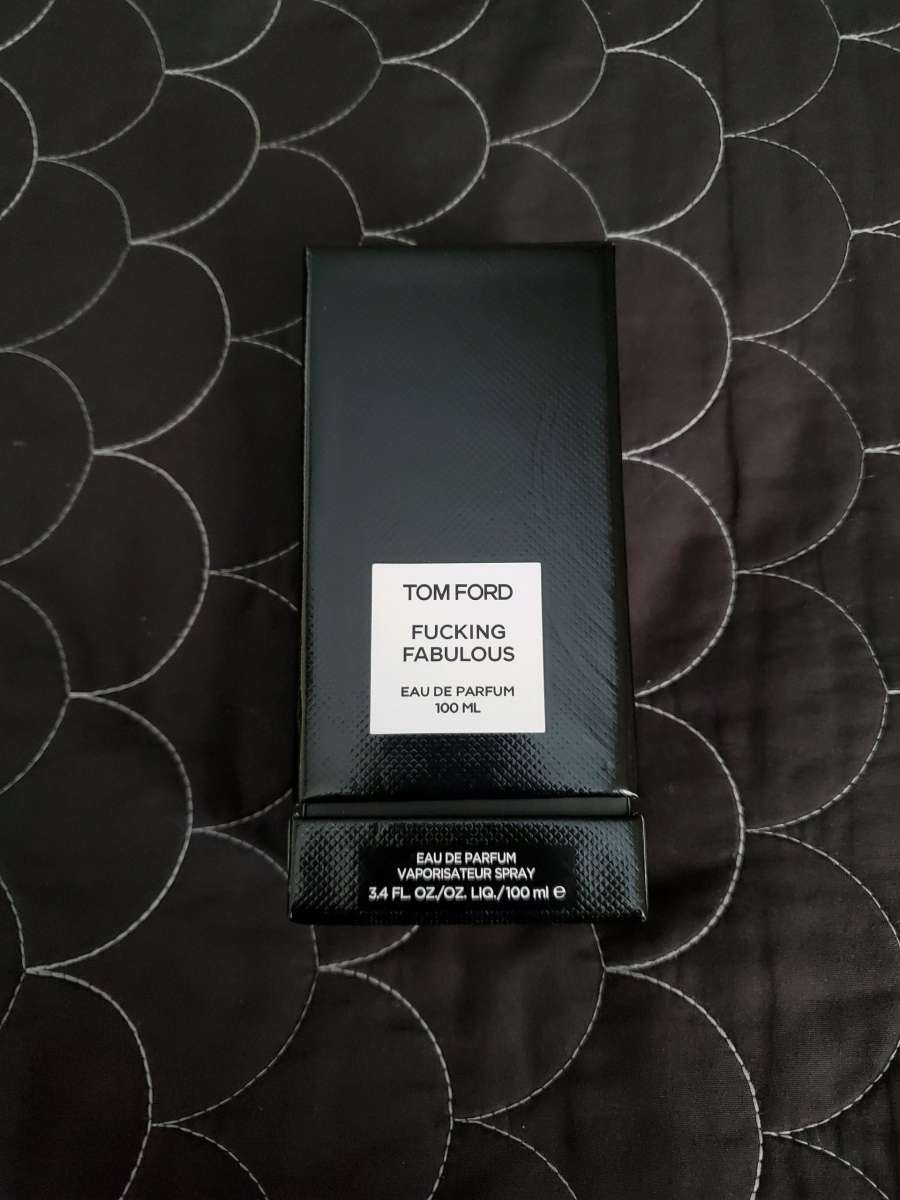 TOM FORD
FUCKING
FABULOUS
EAU DE PARFUM
100 ML
EAU DE PARFUM
VAPORISATEUR SPRAY
3.4 FL. OZ./OZ. LIQ./100 ml ℮